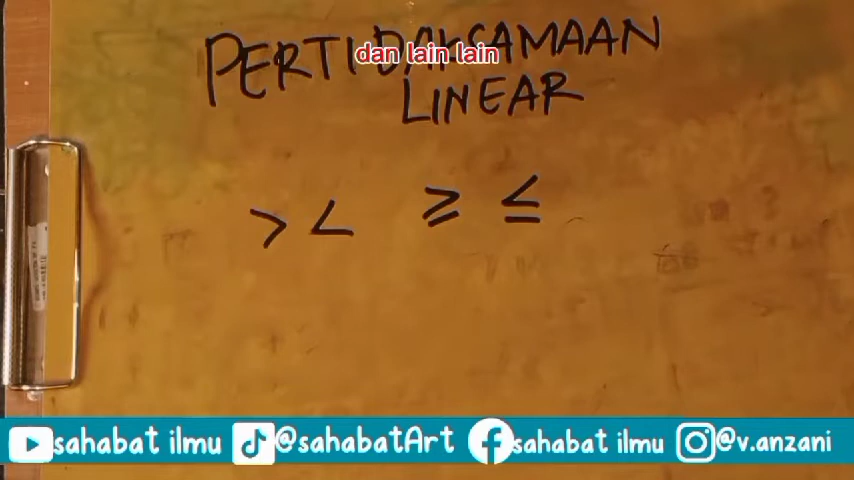 PERTIDAKSAMAAN
dan lain lain
LINEAR
> < ≥ ≤
sahabat ilmu @sahabatArt sahabat ilmu @v.anzani